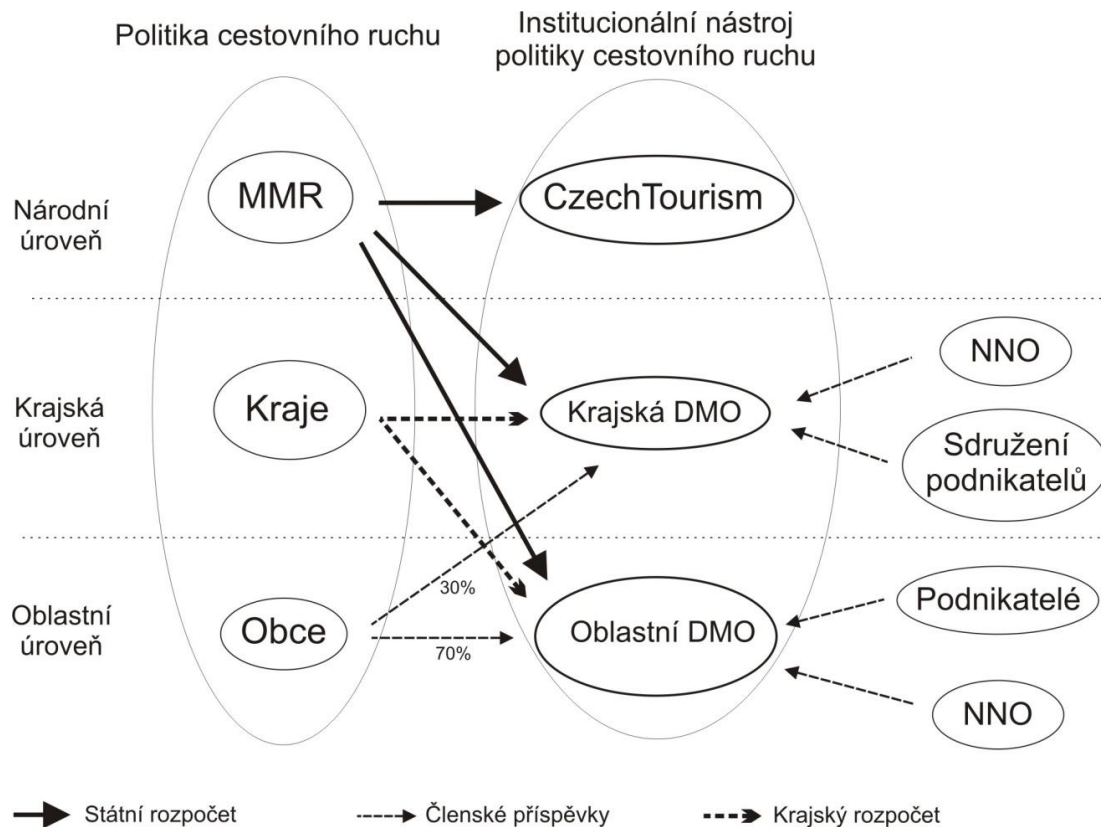 Politika cestovního ruchu
Institucionální nástroj
politiky cestovního ruchu
Národní
úroveň
MMR
CzechTourism
Krajská
úroveň
Kraje
Krajská DMO
NNO
Sdružení
podnikatelů
Oblastní
úroveň
Obce
30%
70%
Oblastní DMO
Podnikatelé
NNO
Státní rozpočet
Členské příspěvky
Krajský rozpočet